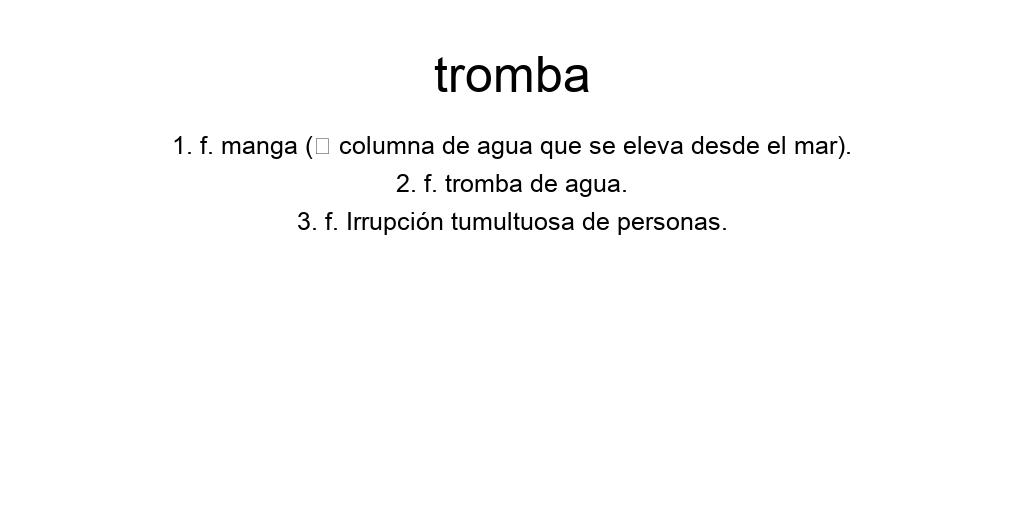 tromba
1. f. manga (□ columna de agua que se eleva desde el mar).
2. f. tromba de agua.
3. f. Irrupción tumultuosa de personas.